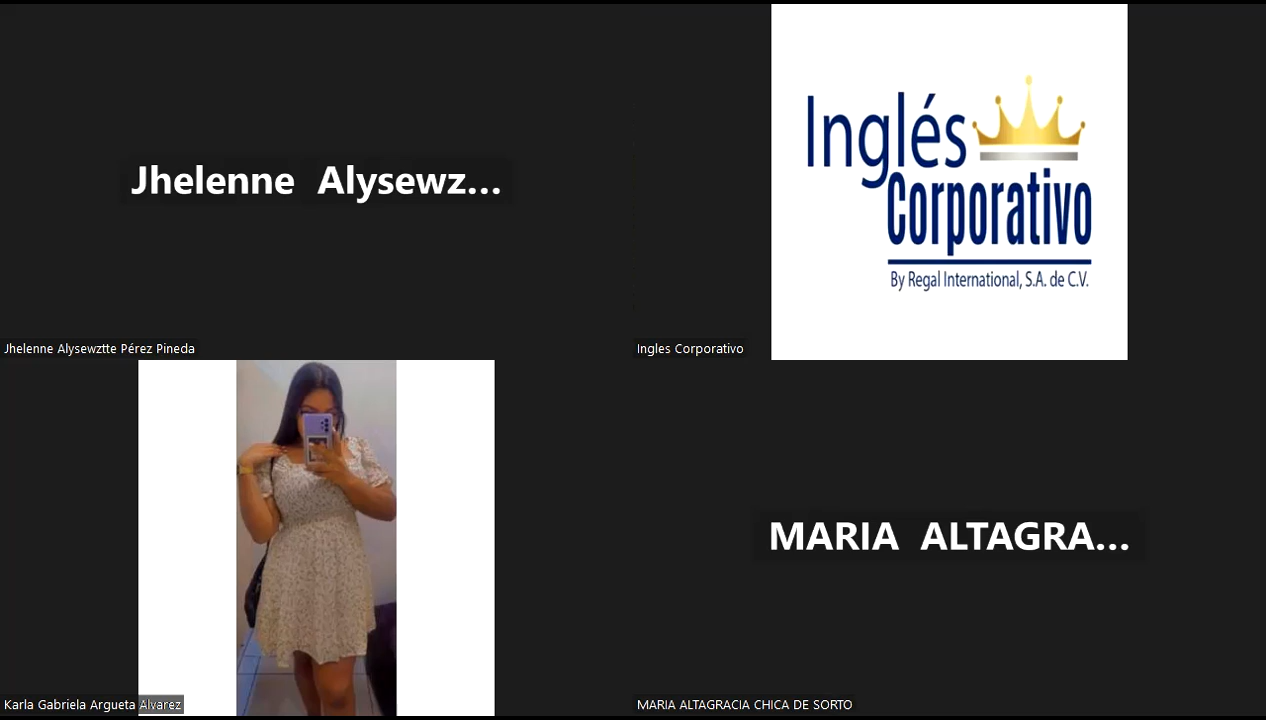 Jhelenne Alysewz...
Jhelenne Alysewztte Pérez Pineda
Inglés
Corporativo
By Regal International, S.A. de C.V.
Ingles Corporativo
Karla Gabriela Argueta Alvarez
MARIA ALTAGRA...
MARIA ALTAGRACIA CHICA DE SORTO